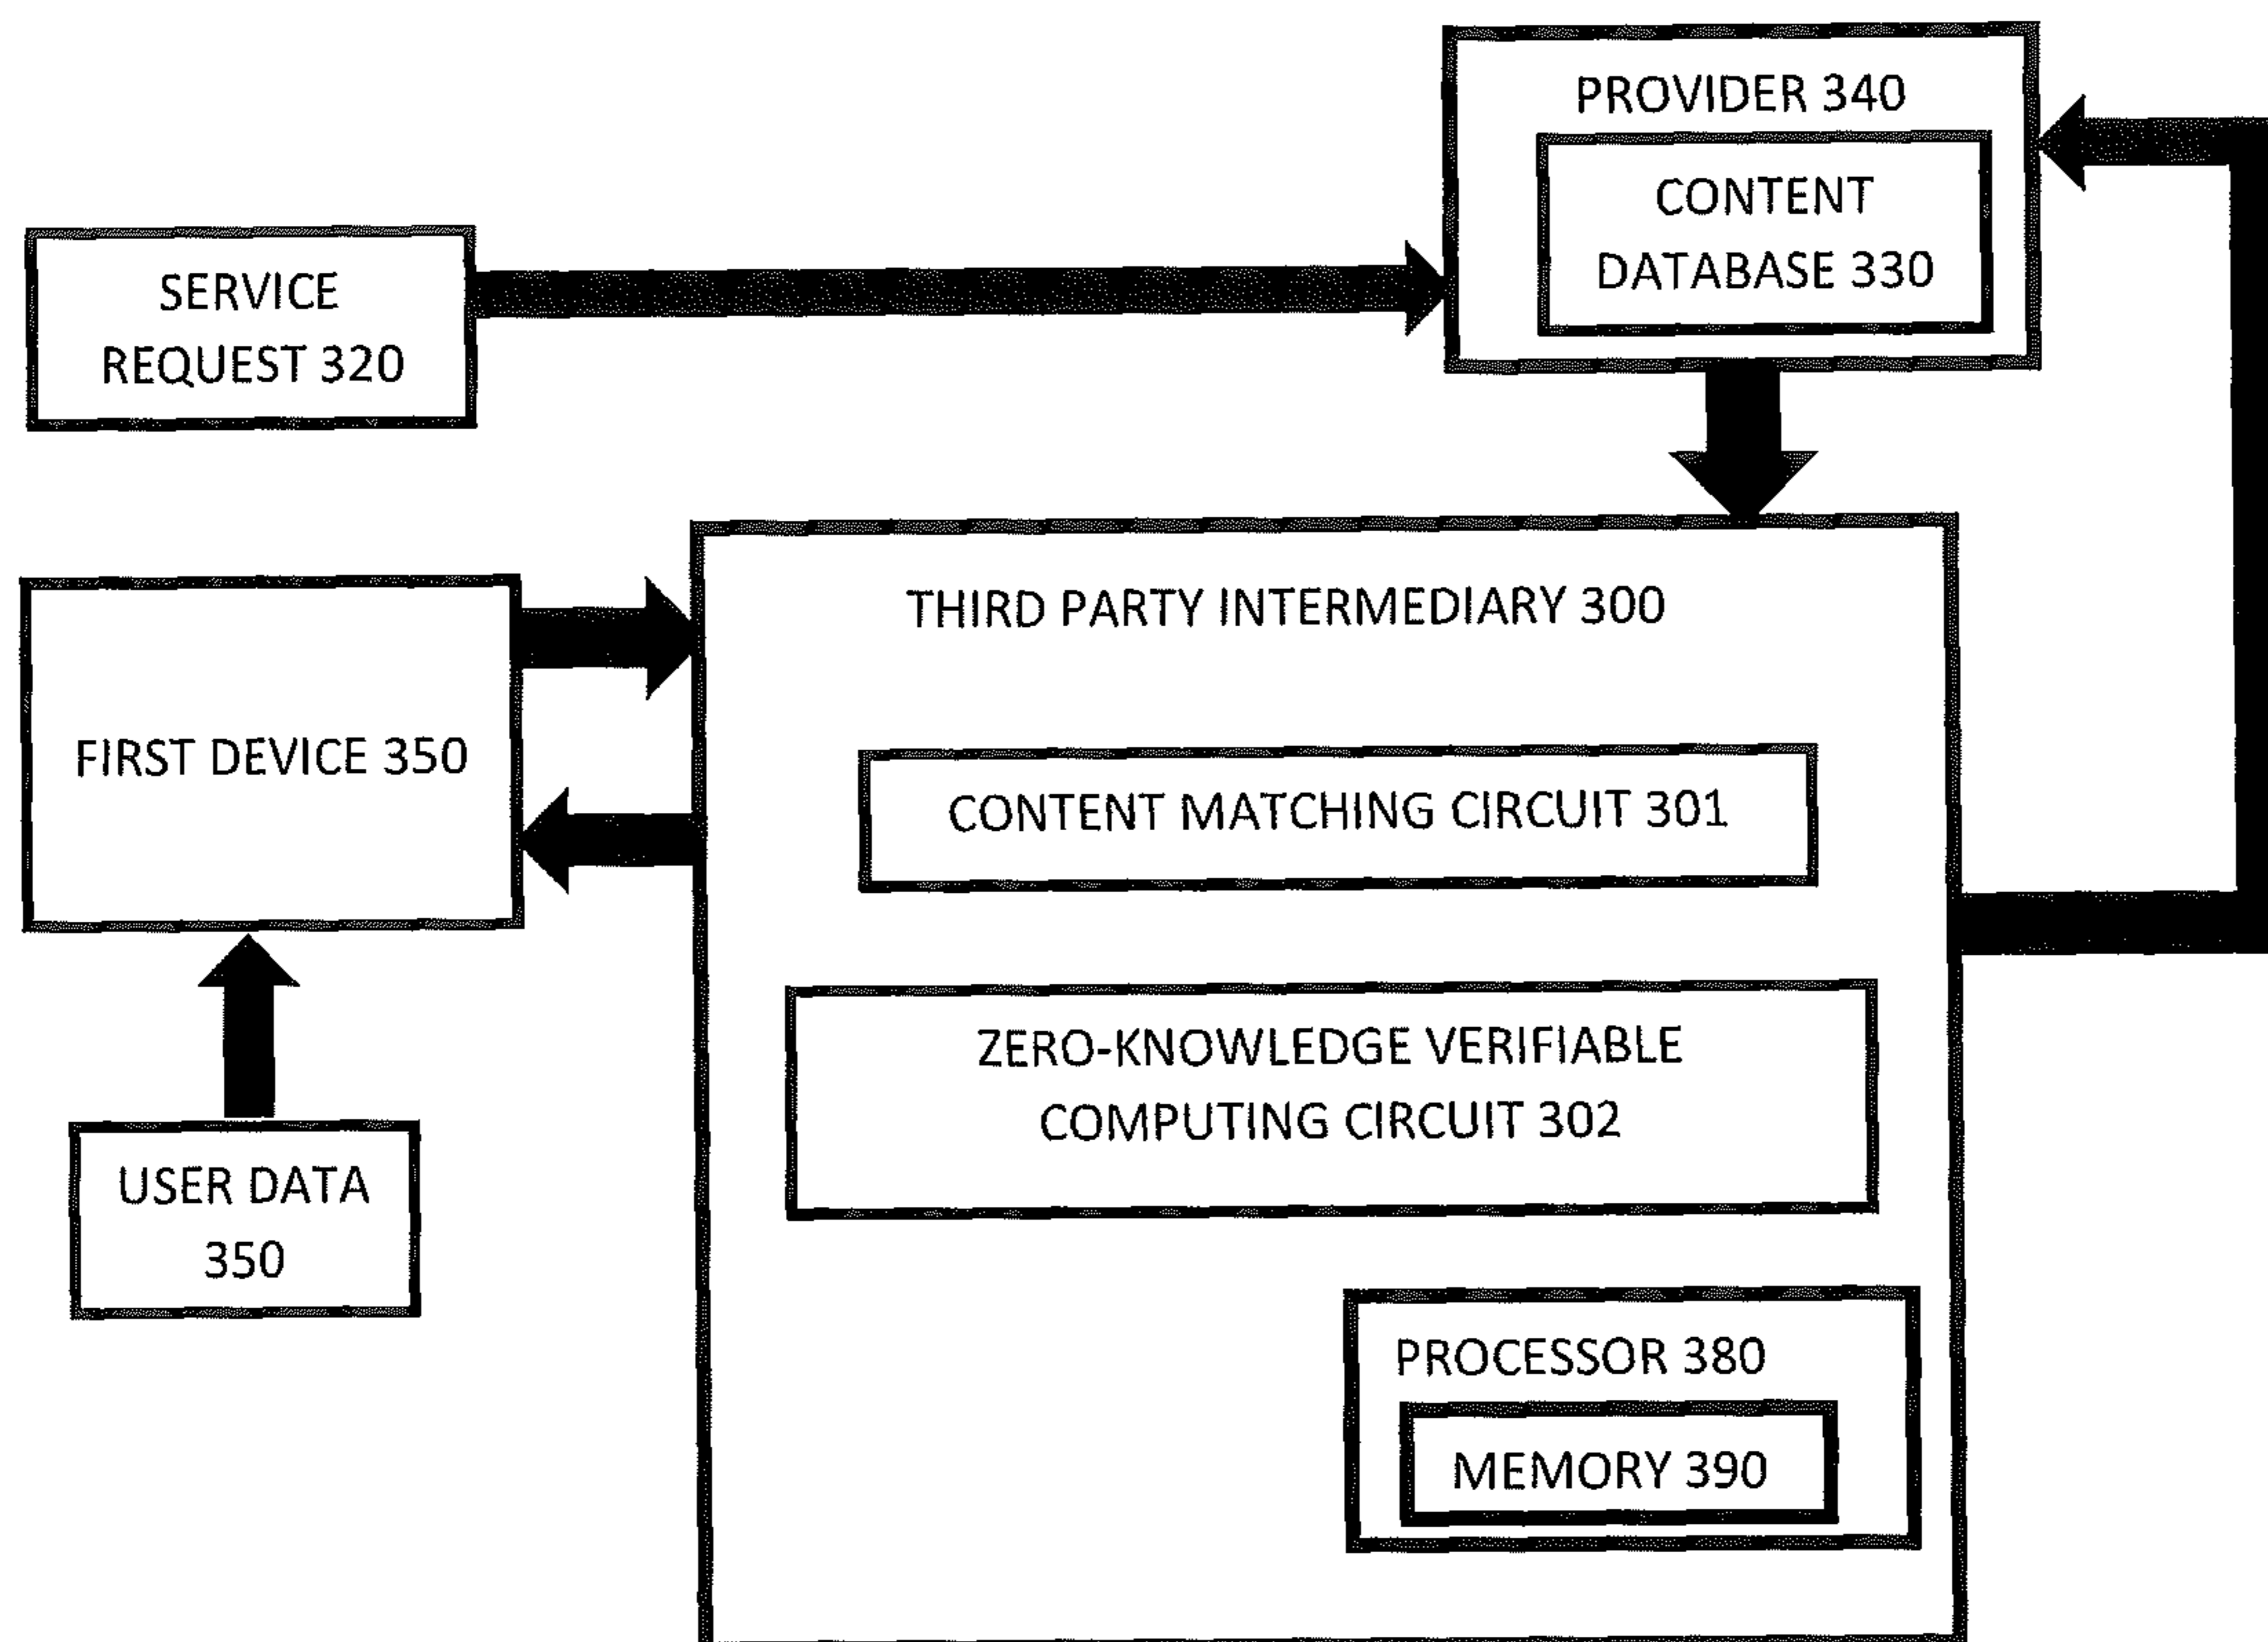 PROVIDER 340
CONTENT
DATABASE 330
SERVICE
REQUEST 320
THIRD PARTY INTERMEDIARY 300
FIRST DEVICE 350
CONTENT MATCHING CIRCUIT 301
ZERO-KNOWLEDGE VERIFIABLE
COMPUTING CIRCUIT 302
USER DATA
350
PROCESSOR 380
MEMORY 390